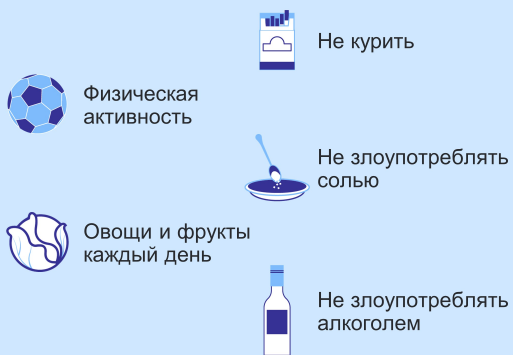 Физическая
активность
Овощи и фрукты
каждый день
Не курить
Не злоупотреблять
солью
Не злоупотреблять
алкоголем